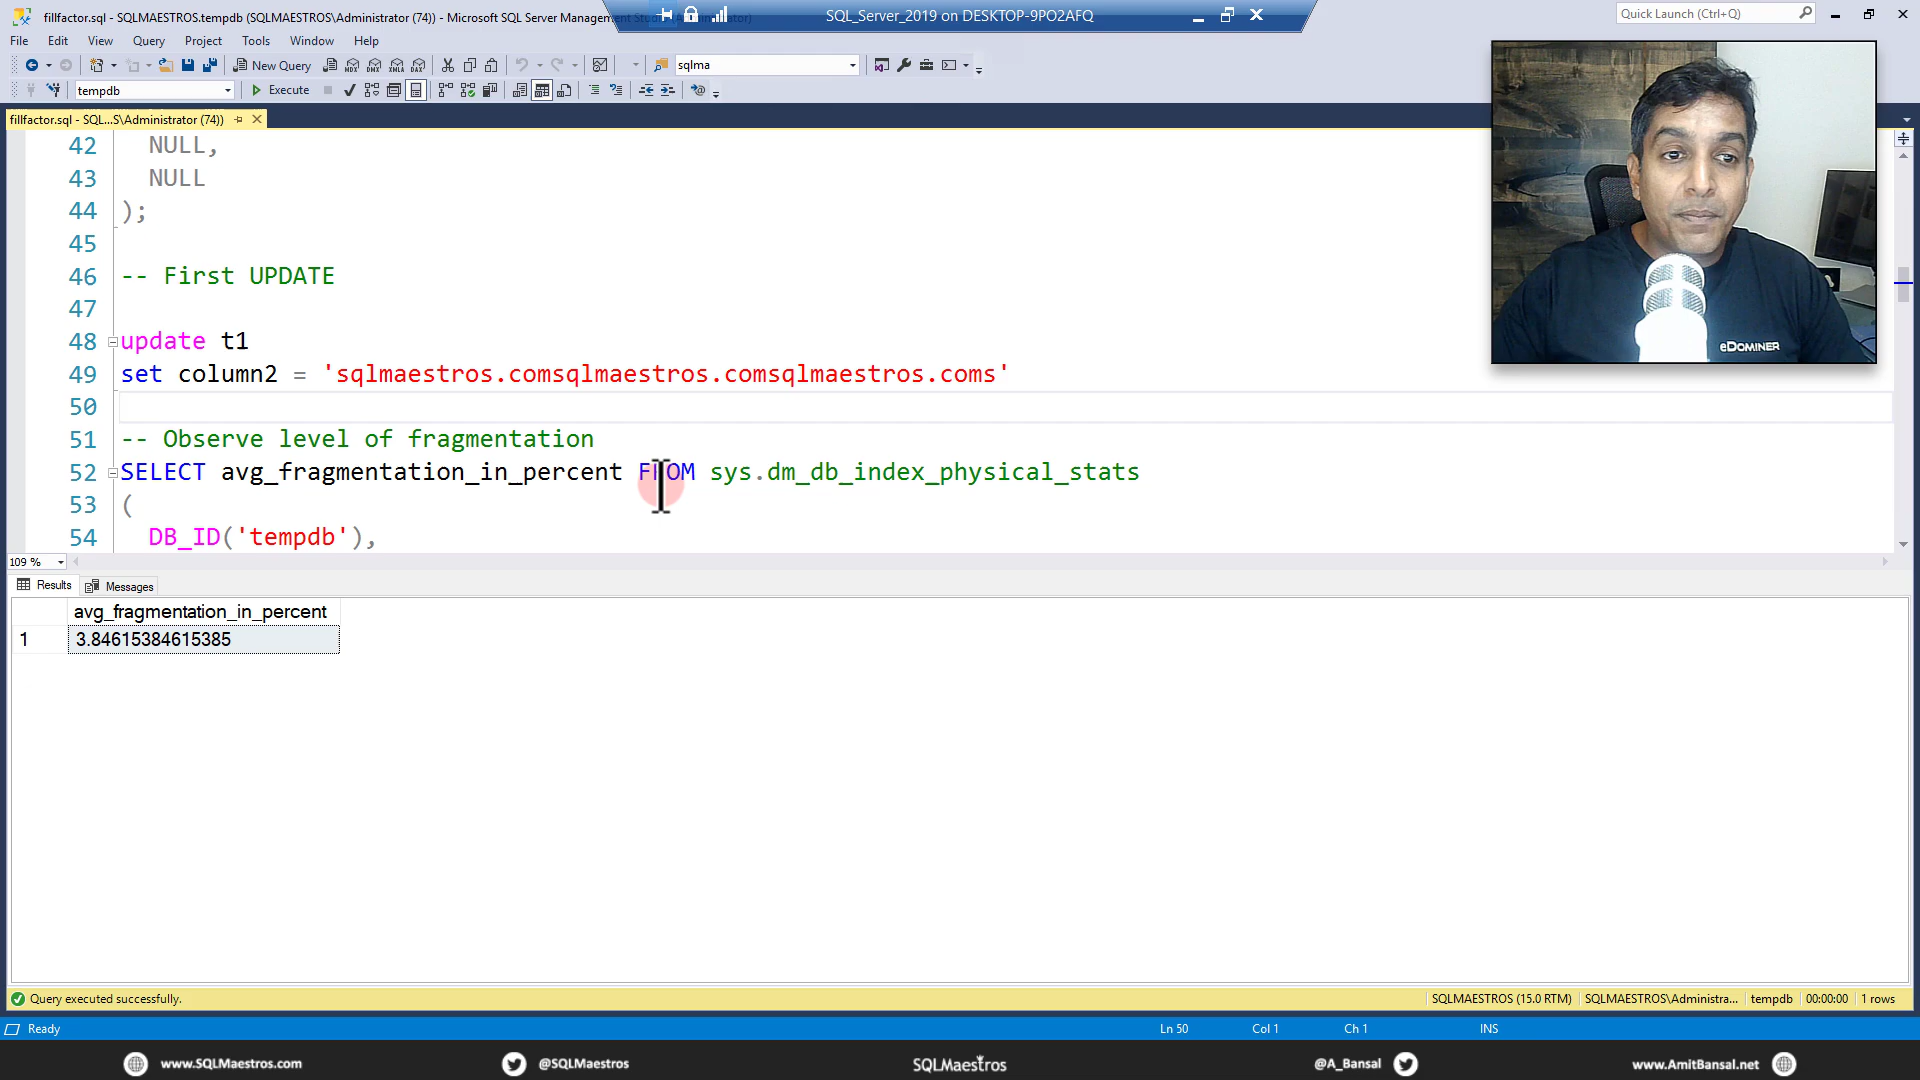 fillfactor.sql - SQLMAESTROS.tempdb (SQLMAESTROS\Administrator (74)) - Microsoft SQL Server Management
SQL_Server_2019 on DESKTOP-9PO2AFQ
Quick Launch (Ctrl+Q)
File Edit View Query Project Tools Window Help
New Query
sqlma
tempdb
Execute
fillfactor.sql - SQL...S\Administrator (74))
42 NULL,
43 NULL
44 );
45
46 -- First UPDATE
47
48 update t1
49 set column2 = 'sqlmaestros.comsqlmaestros.comsqlmaestros.coms'
50
51 -- Observe level of fragmentation
52 SELECT avg_fragmentation_in_percent FROM sys.dm_db_index_physical_stats
53 (
54 DB_ID('tempdb'),
eDOMINER
109 %
Results Messages
avg_fragmentation_in_percent
1 3.84615384615385
Query executed successfully.
SQLMAESTROS (15.0 RTM) SQLMAESTROS\Administra... tempdb 00:00:00 1 rows
Ready
Ln 50 Col 1 Ch 1 INS
www.SQLMaestros.com @SQLMaestros SQLMaestros @A_Bansal www.AmitBansal.net